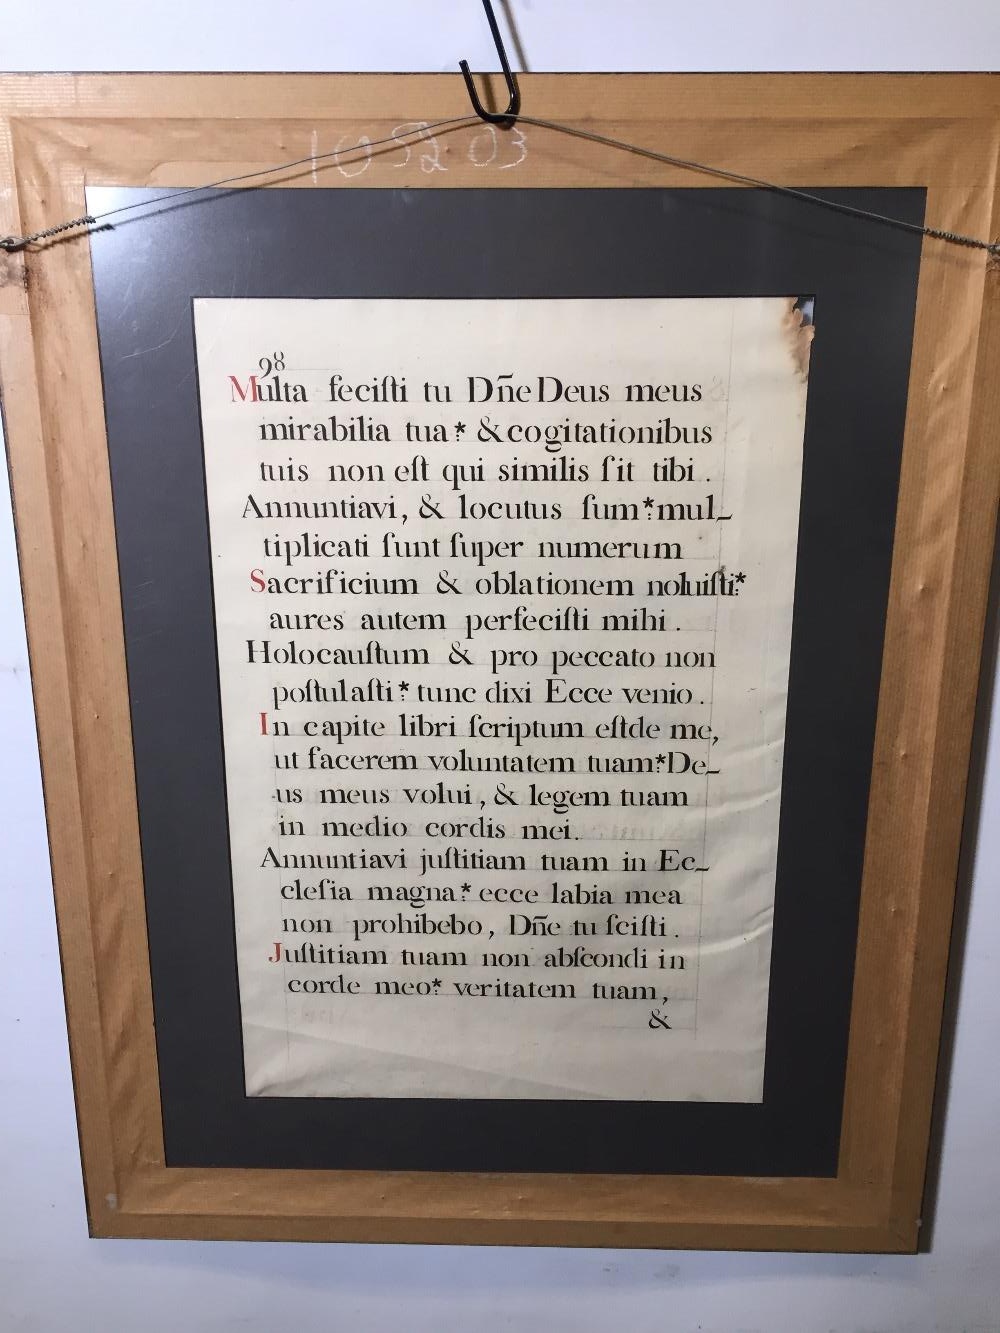 105203
98
Multa feciſti tu Dñe Deus meus
mirabilia tua* & cogitationibus
tuis non eſt qui similis ſit tibi.
Annuntiavi, & locutus ſum* mul-
tiplicati ſunt ſuper numerum
Sacrificium & oblationem noluiſti*
aures autem perfeciſti mihi.
Holocauſtum & pro peccato non
poſtulaſti* tunc dixi Ecce venio.
In capite libri ſcriptum eſt de me,
ut facerem voluntatem tuam* De-
us meus volui, & legem tuam
in medio cordis mei.
Annuntiavi juſtitiam tuam in Ec-
cleſia magna* ecce labia mea
non prohibebo, Dñe tu ſciſti.
Juſtitiam tuam non abſcondi in
corde meo* veritatem tuam,
&